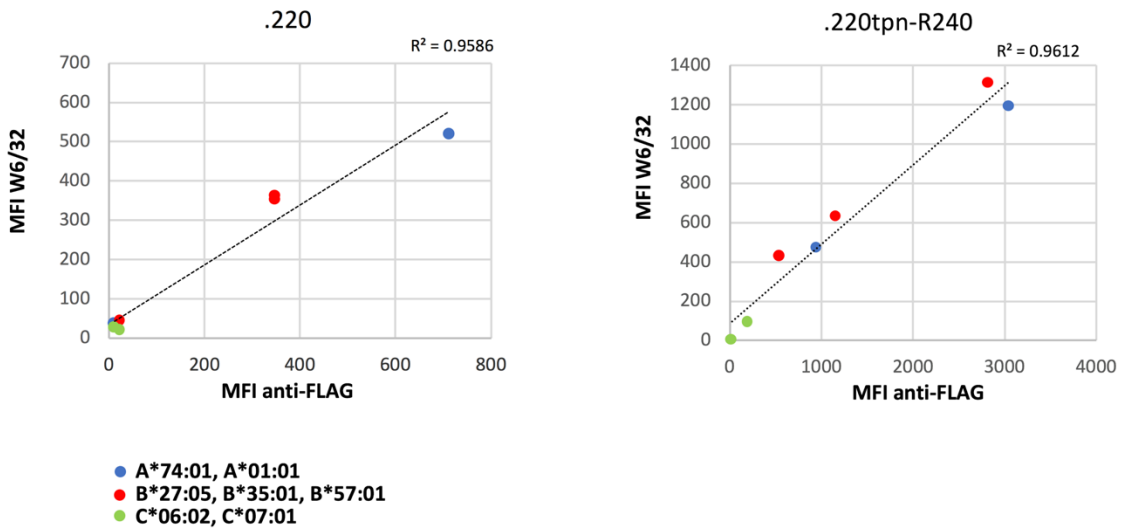 .220
R² = 0.9586
700
600
500
400
300
200
100
0
0 200 400 600 800
MFI W6/32
MFI anti-FLAG
.220tpn-R240
R² = 0.9612
1400
1200
1000
800
600
400
200
0
0 1000 2000 3000 4000
MFI W6/32
MFI anti-FLAG
A*74:01, A*01:01
B*27:05, B*35:01, B*57:01
C*06:02, C*07:01